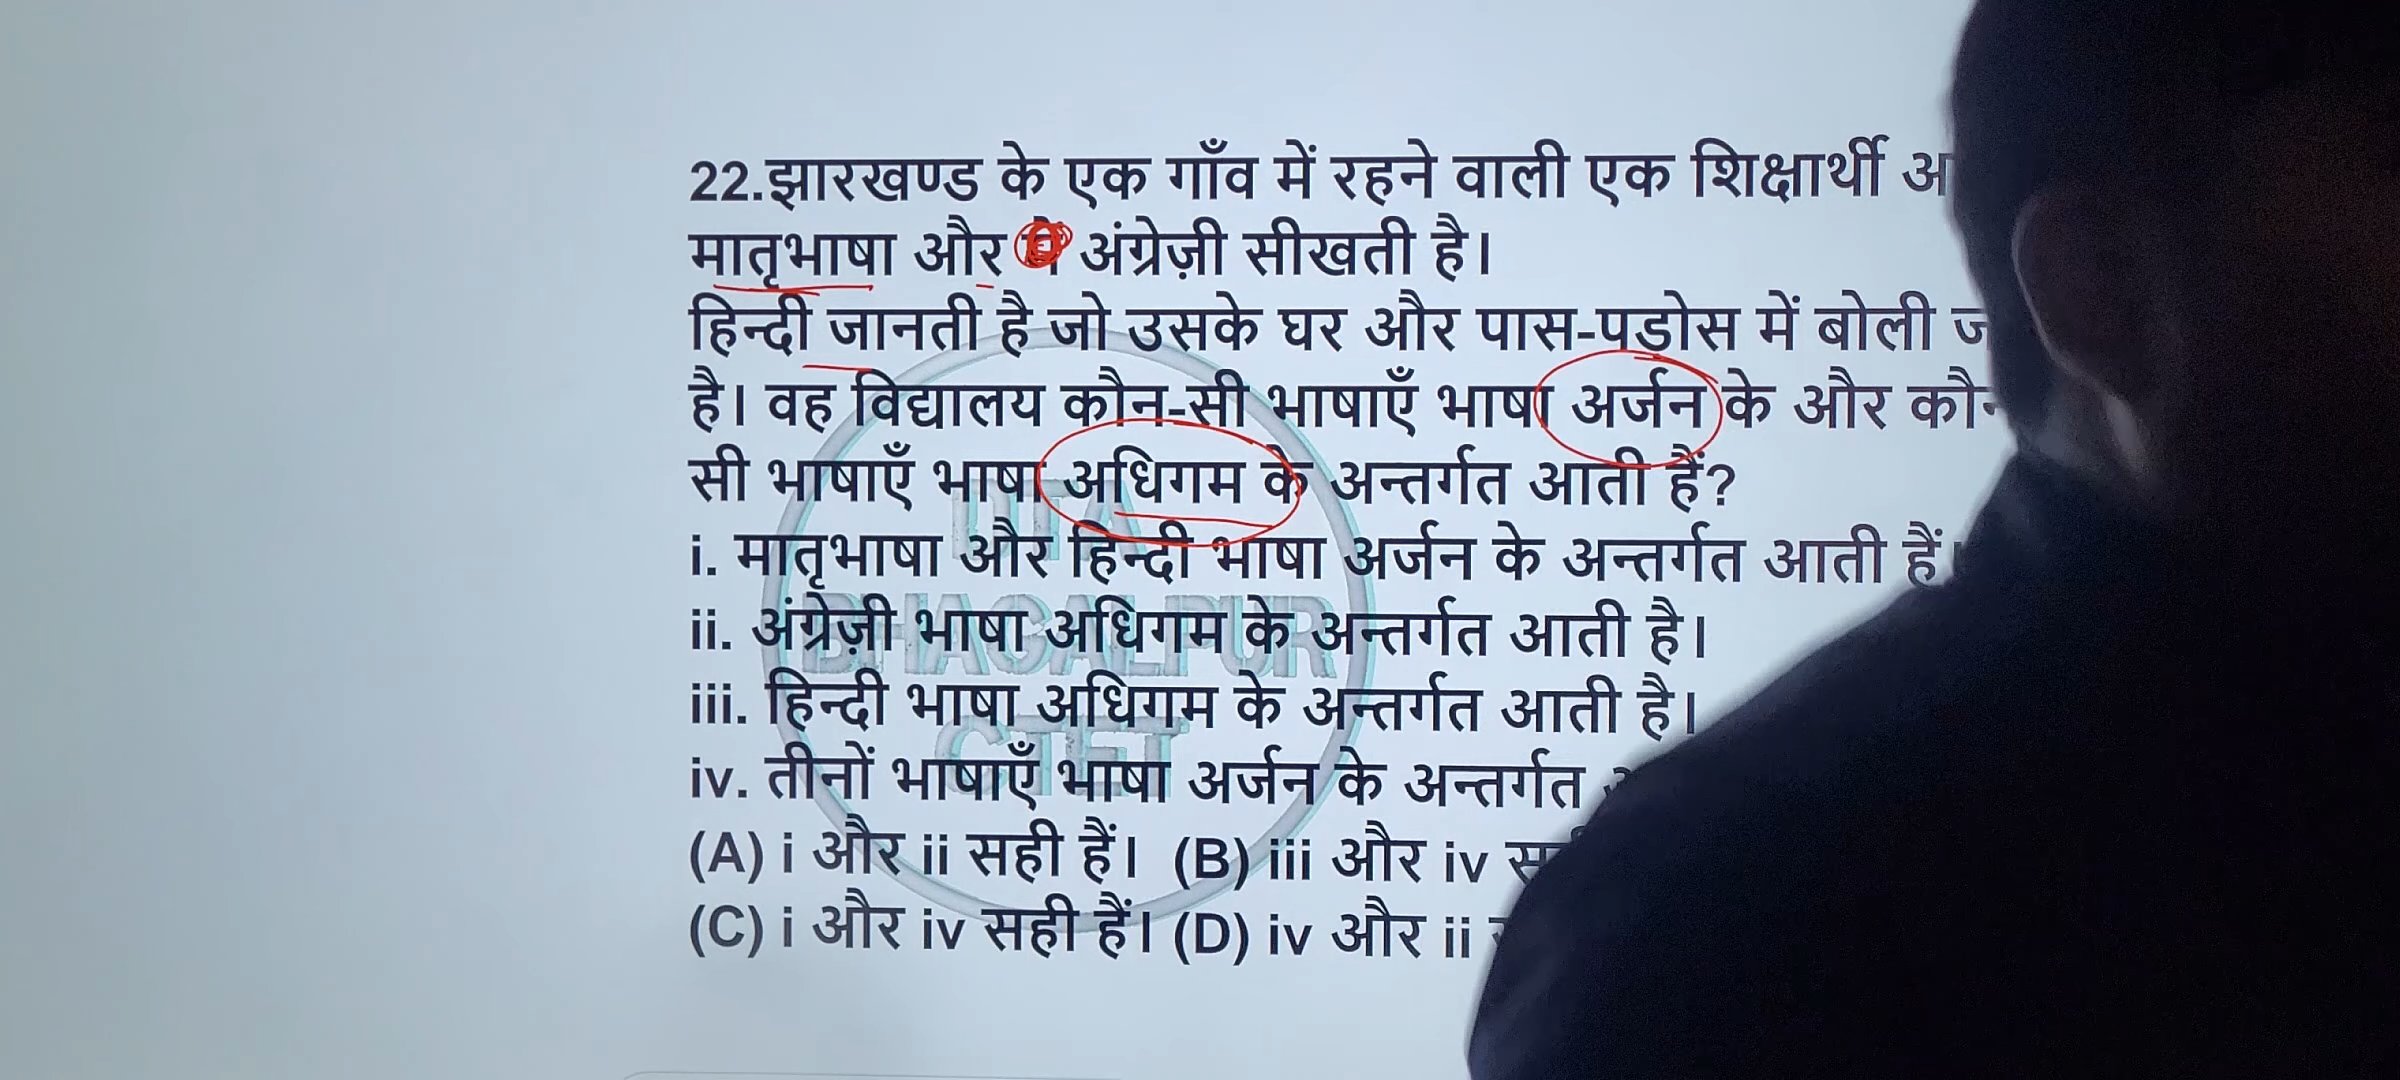 22.झारखण्ड के एक गाँव में रहने वाली एक शिक्षार्थी
मातृभाषा और अंग्रेज़ी सीखती है।
हिन्दी जानती है जो उसके घर और पास-पडोस में बोली
है। वह विद्यालय कौन-सी भाषाएँ भाषा अर्जन के और
सी भाषाएँ भाषा अधिगम के अन्तर्गत आती हैं?
i. मातृभाषा और हिन्दी भाषा अर्जन के अन्तर्गत आती हैं
ii. अंग्रेज़ी भाषा अधिगम के अन्तर्गत आती है।
iii. हिन्दी भाषा अधिगम के अन्तर्गत आती है।
iv. तीनों भाषाएँ भाषा अर्जन के अन्तर्गत
(A) i और ii सही हैं। (B) iii और iv
(C) i और iv सही हैं। (D) iv और ii
BHAGALPUR
CTET